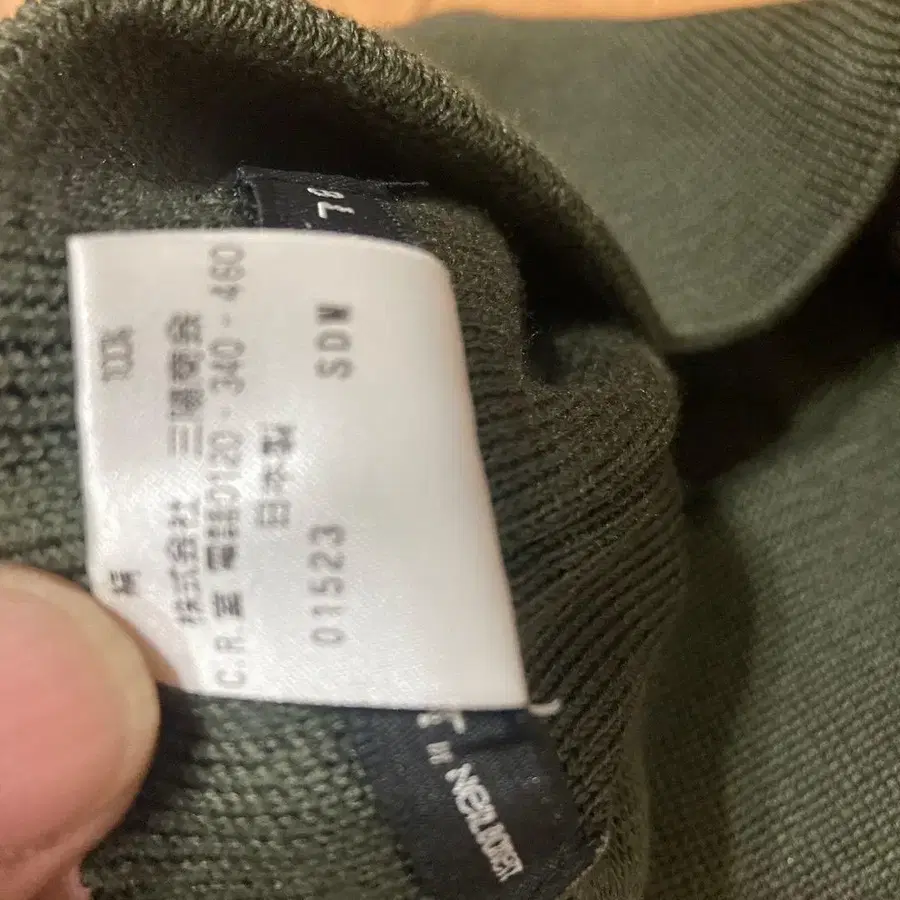 綿 100%
株式会社 三陽商会
C.R.室 電話0120-340-460
日本製
01523 SDW